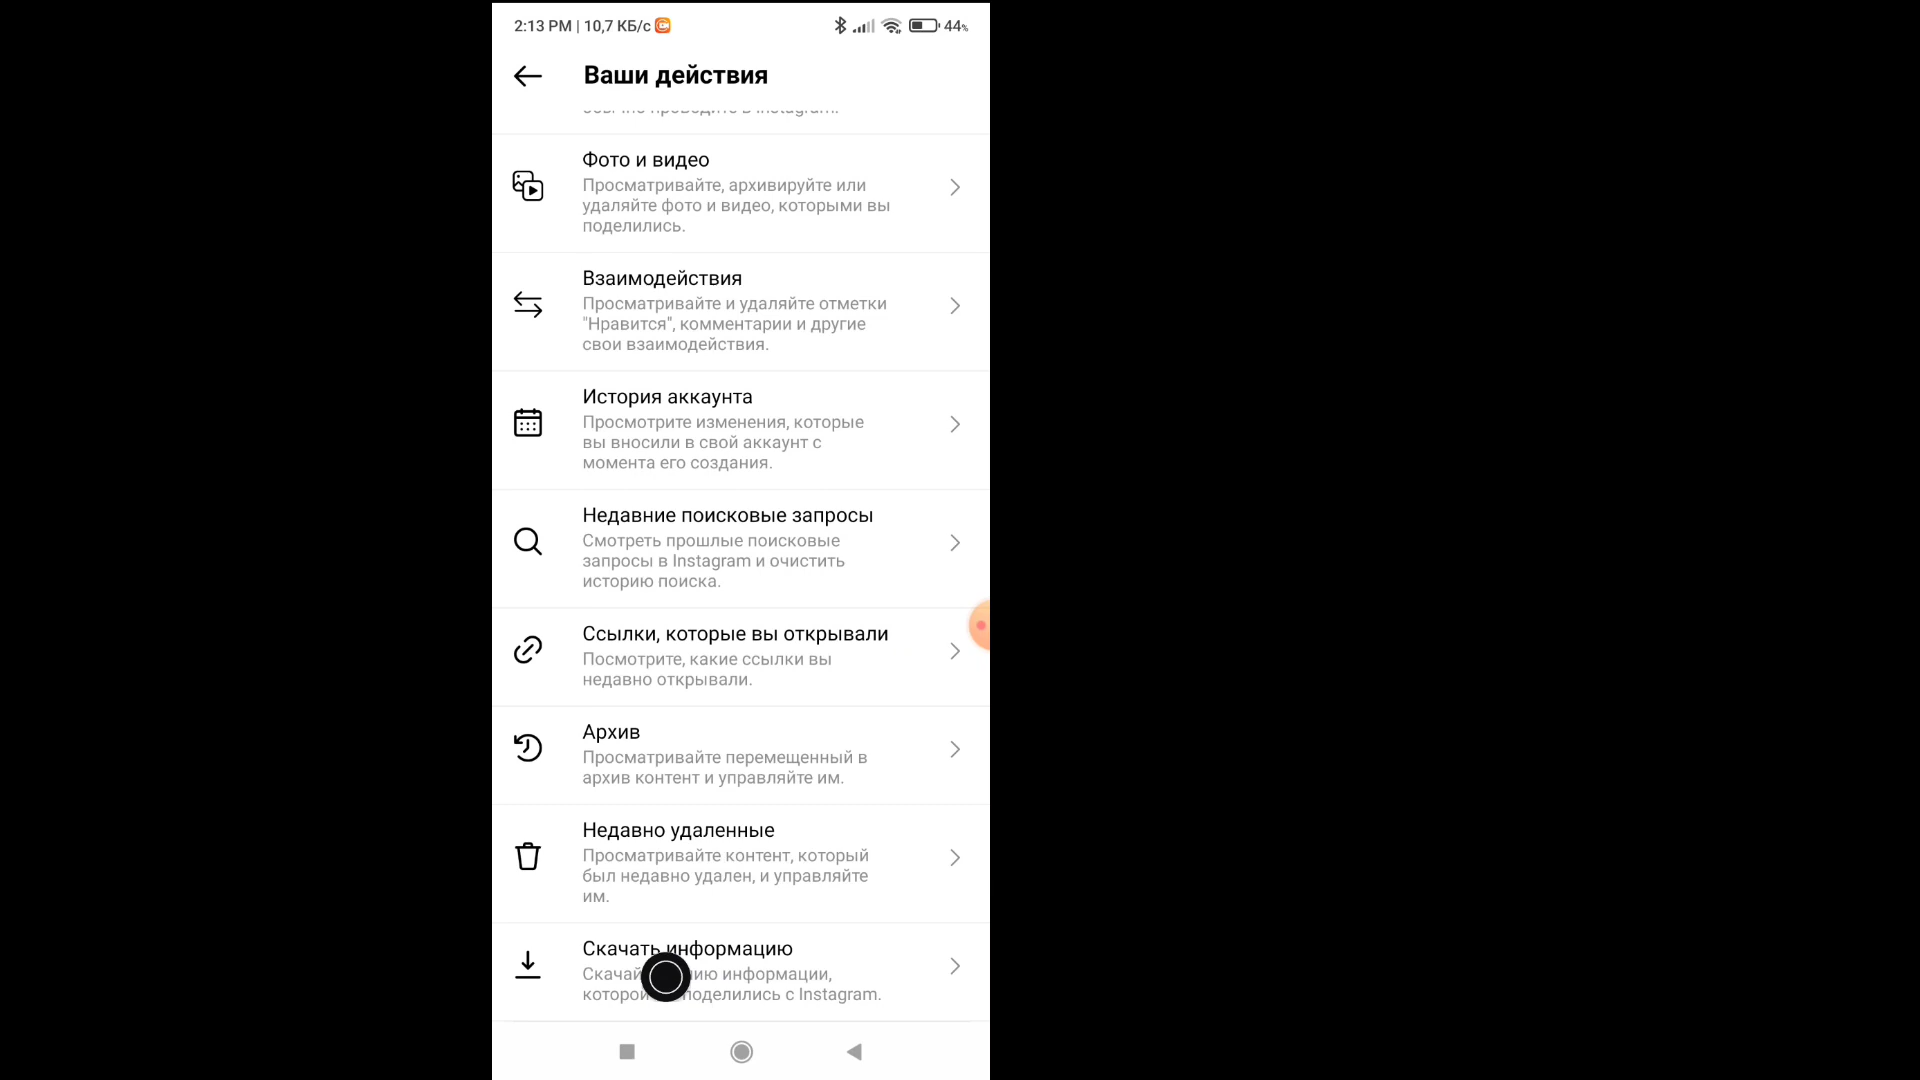 2:13 PM | 10,7 КБ/с
44%
Ваши действия
Instagram.
Фото и видео
Просматривайте, архивируйте или
удаляйте фото и видео, которыми вы
поделились.
Взаимодействия
Просматривайте и удаляйте отметки
"Нравится", комментарии и другие
свои взаимодействия.
История аккаунта
Просмотрите изменения, которые
вы вносили в свой аккаунт с
момента его создания.
Недавние поисковые запросы
Смотреть прошлые поисковые
запросы в Instagram и очистить
историю поиска.
Ссылки, которые вы открывали
Посмотрите, какие ссылки вы
недавно открывали.
Архив
Просматривайте перемещенный в
архив контент и управляйте им.
Недавно удаленные
Просматривайте контент, который
был недавно удален, и управляйте
им.
Скачать информацию
информации,
поделились с Instagram.